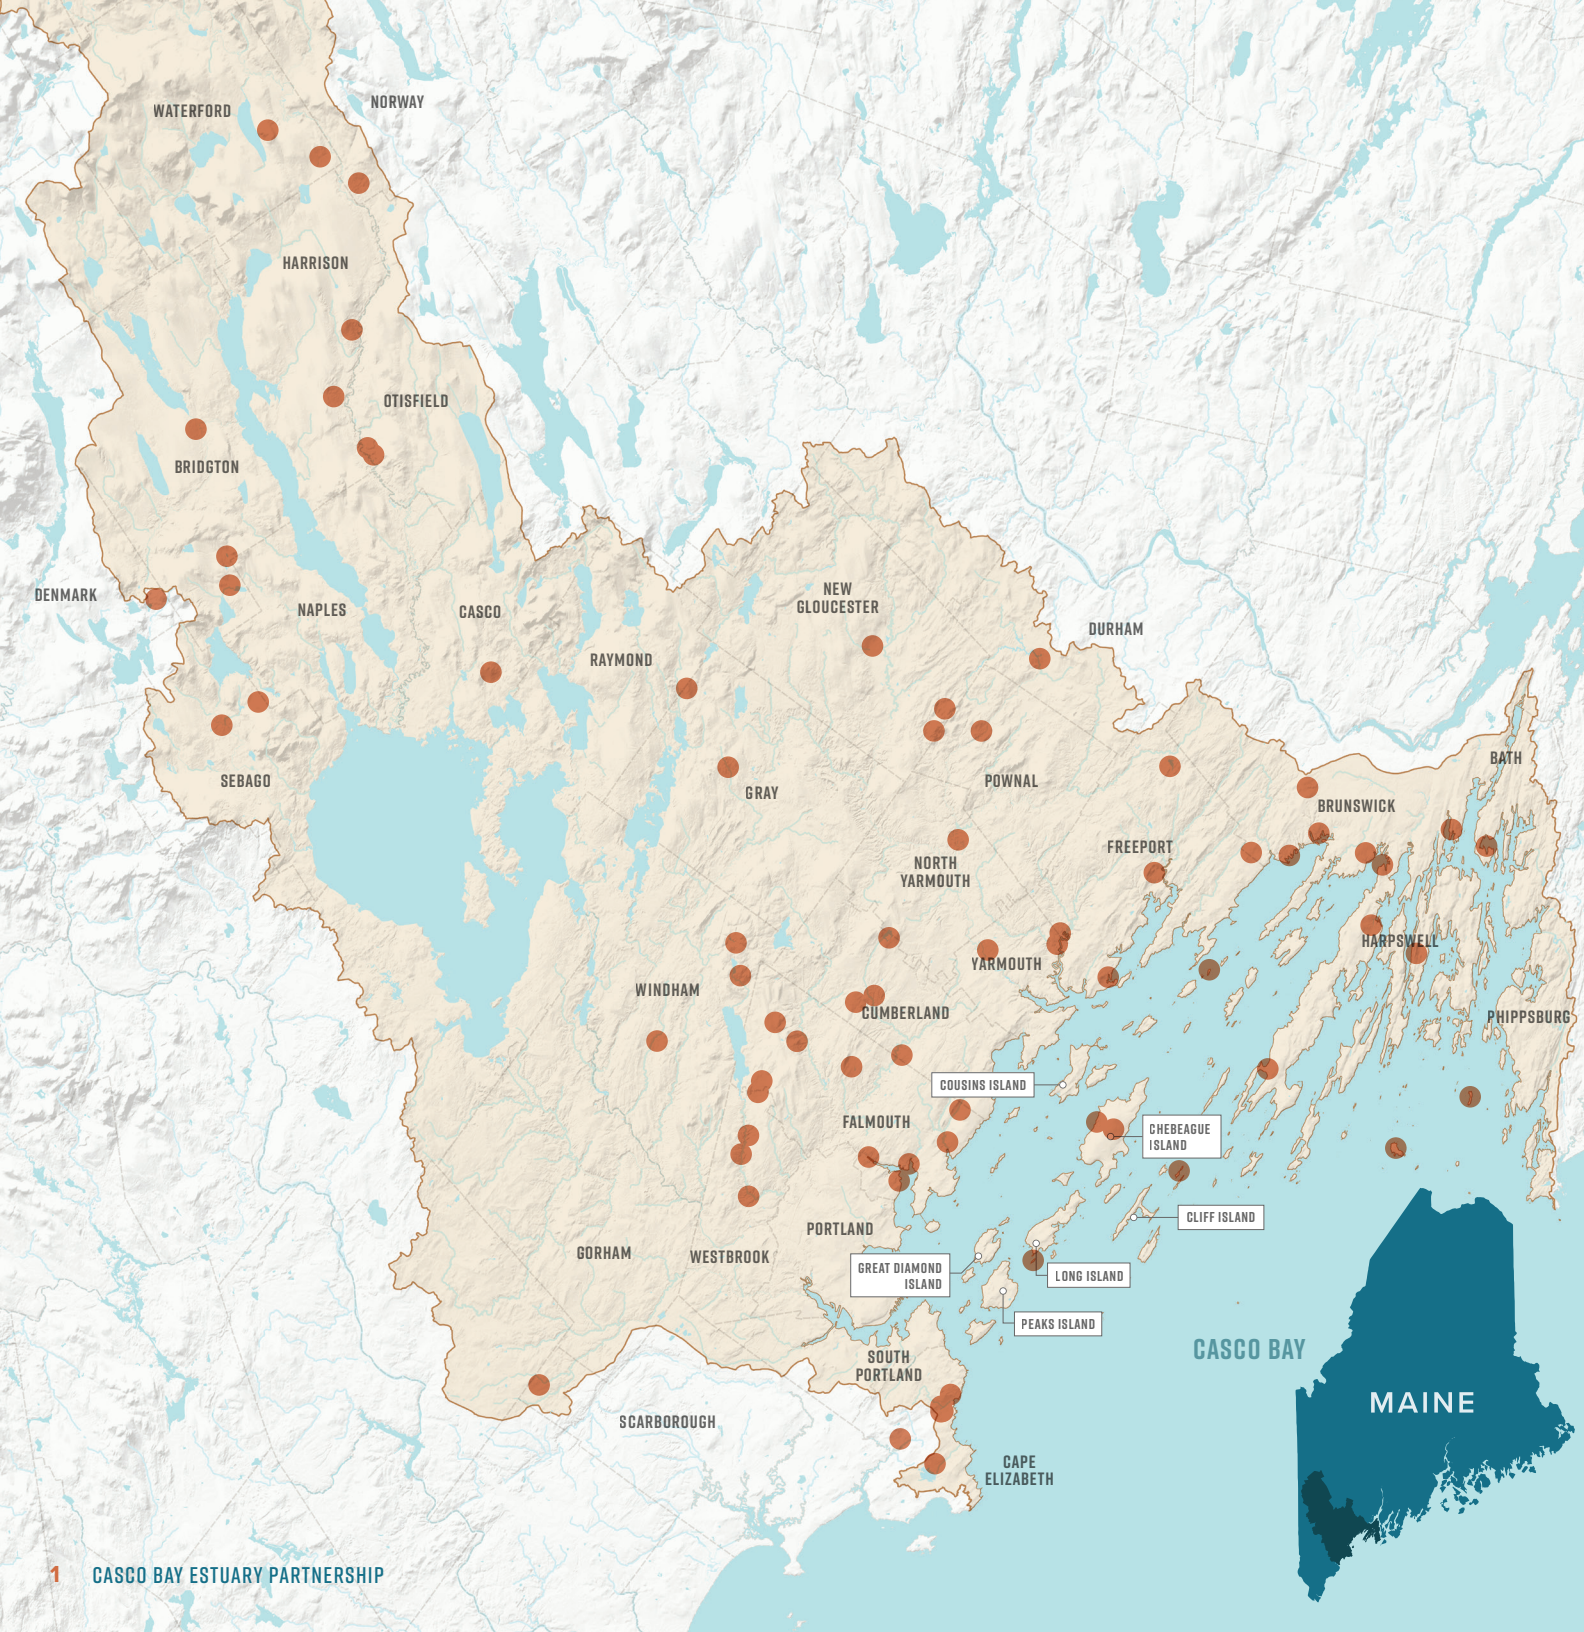 NORWAY
WATERFORD
HARRISON
OTISFIELD
BRIDGTON
DENMARK
NAPLES
CASCO
NEW
GLOUCESTER
DURHAM
RAYMOND
SEBAGO
GRAY
POWNAL
BATH
BRUNSWICK
FREEPORT
NORTH
YARMOUTH
HARPSWELL
YARMOUTH
WINDHAM
CUMBERLAND
PHIPPSBURG
COUSINS ISLAND
FALMOUTH
CHEBEAGUE
ISLAND
CLIFF ISLAND
PORTLAND
GORHAM
WESTBROOK
GREAT DIAMOND
ISLAND
LONG ISLAND
PEAKS ISLAND
CASCO BAY
SOUTH
PORTLAND
MAINE
SCARBOROUGH
CAPE
ELIZABETH
1 CASCO BAY ESTUARY PARTNERSHIP